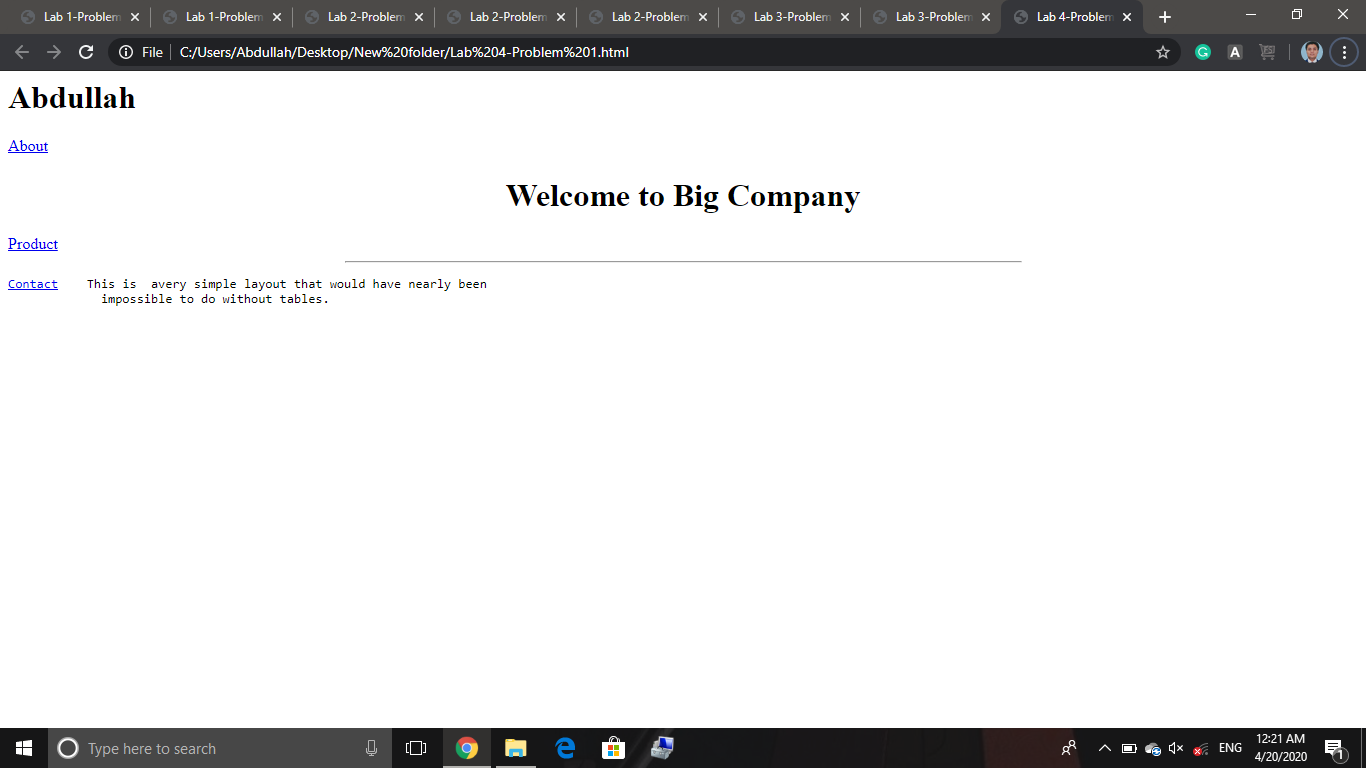 Lab 1-Problem
Lab 1-Problem
Lab 2-Problem
Lab 2-Problem
Lab 2-Problem
Lab 3-Problem
Lab 3-Problem
Lab 4-Problem
File C:/Users/Abdullah/Desktop/New%20folder/Lab%204-Problem%201.html
Abdullah
About
Welcome to Big Company
Product
Contact This is avery simple layout that would have nearly been
impossible to do without tables.
Type here to search
ENG
12:21 AM
4/20/2020
1